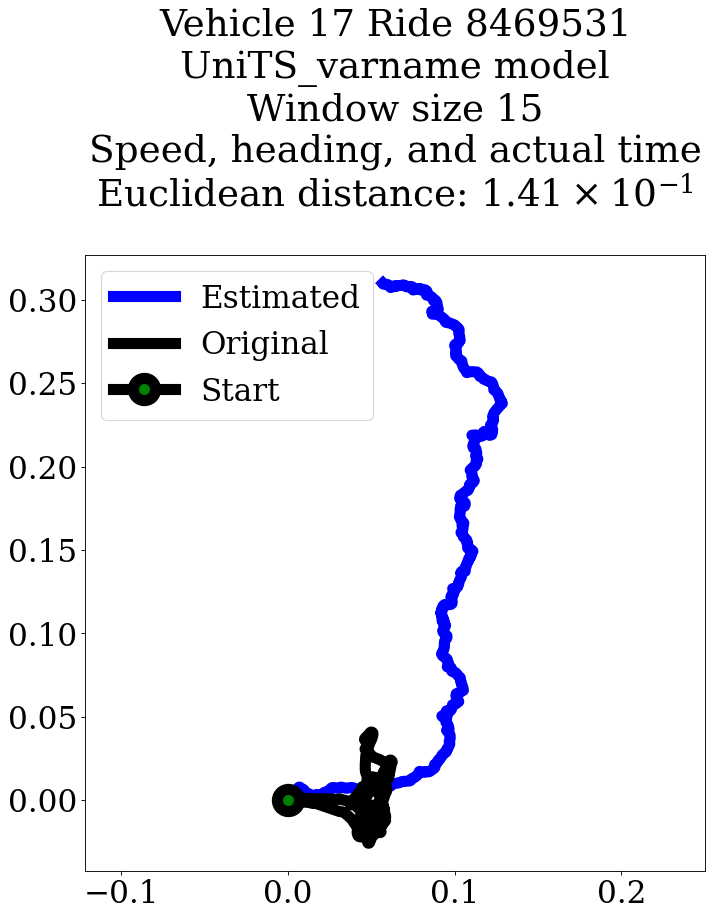 Vehicle 17 Ride 8469531
UniTS_varname model
Window size 15
Speed, heading, and actual time
Euclidean distance: 1.41 × 10⁻¹
Estimated
Original
Start
0.30
0.25
0.20
0.15
0.10
0.05
0.00
−0.1 0.0 0.1 0.2